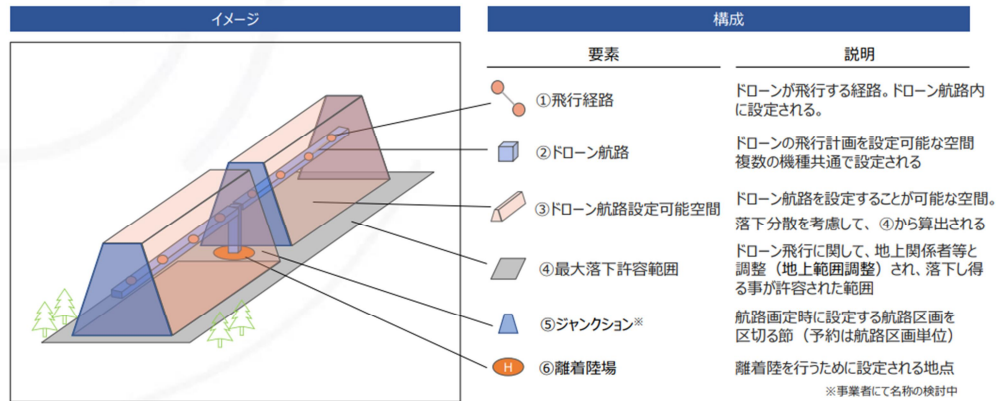 イメージ
構成
要素
説明
①飛行経路
ドローンが飛行する経路。ドローン航路内
に設定される。
②ドローン航路
ドローンの飛行計画を設定可能な空間
複数の機種共通で設定される
③ドローン航路設定可能空間
ドローン航路を設定することが可能な空間。
落下分散を考慮して、④から算出される
④最大落下許容範囲
ドローン飛行に関して、地上関係者等と
調整（地上範囲調整）され、落下し得
る事が許容された範囲
⑤ジャンクション※
航路画定時に設定する航路区画を
区切る節（予約は航路区画単位）
H
⑥離着陸場
離着陸を行うために設定される地点
※事業者にて名称の検討中